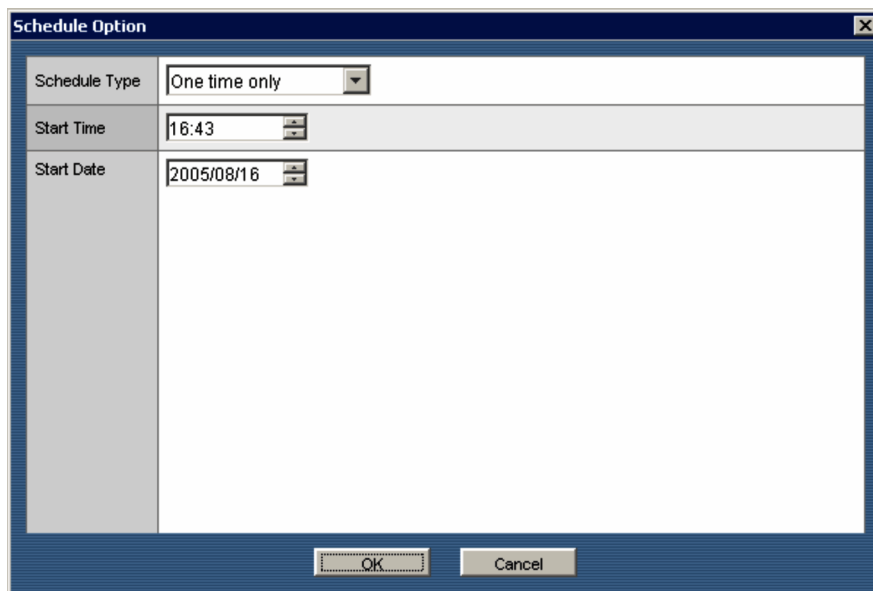 Schedule Option
Schedule Type One time only
Start Time 16:43
Start Date 2005/08/16
OK Cancel